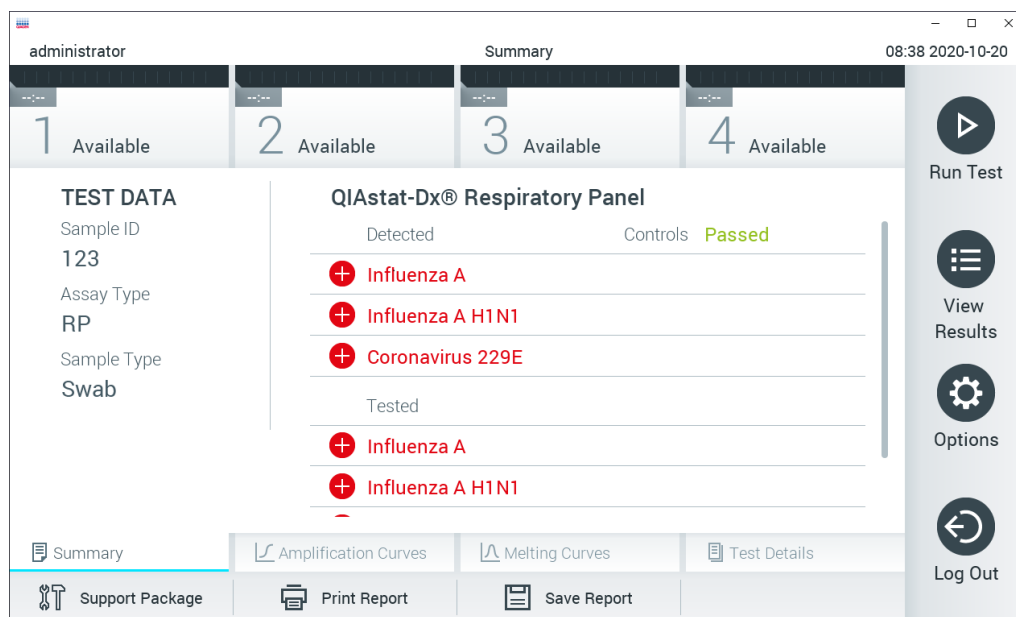 administrator
Summary
08:38 2020-10-20
--:--
1 Available
--:--
2 Available
--:--
3 Available
--:--
4 Available
Run Test
View
Results
Options
Log Out
TEST DATA
Sample ID
123
Assay Type
RP
Sample Type
Swab
QIAstat-Dx® Respiratory Panel
Detected
Controls Passed
Influenza A
Influenza A H1N1
Coronavirus 229E
Tested
Influenza A
Influenza A H1N1
Summary
Amplification Curves
Melting Curves
Test Details
Support Package
Print Report
Save Report